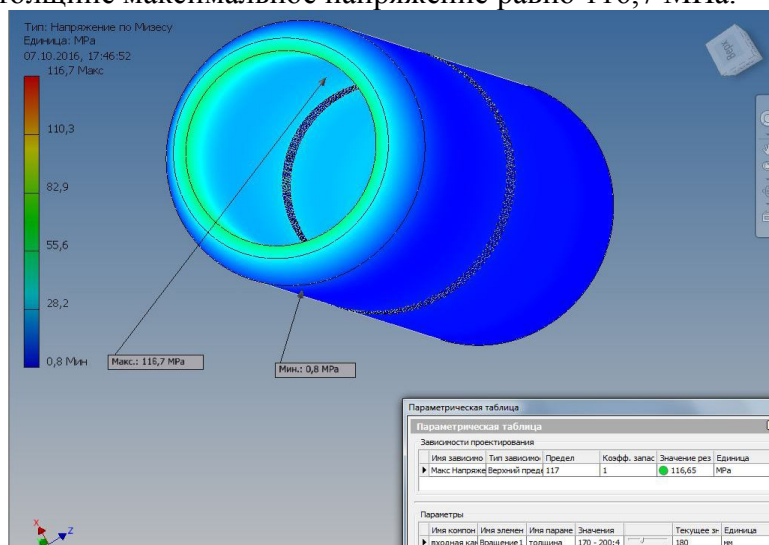 толщине максимальное напряжение равно 116,7 МПа.
Тип: Напряжение по Мизесу
Единица: MPa
07.10.2016, 17:46:52
116,7 Макс
110,3
82,9
55,6
28,2
0,8 Мин
Макс.: 116,7 MPa
Мин.: 0,8 MPa
Верх
X
Z
Параметрическая таблица
Параметрическая таблица
Зависимости проектирования
Имя зависимо Тип зависимо Предел Коэфф. запас Значение рез Единица
Макс Напряже Верхний преде 117 1 116,65 MPa
Параметры
Имя компон Имя элемен Имя параме Значения Текущее зн Единица
входная кам Вращение1 толщина 170 - 200:4 180 мм